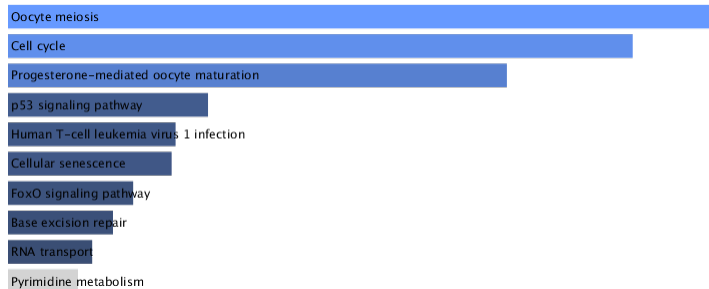 Oocyte meiosis
Cell cycle
Progesterone-mediated oocyte maturation
p53 signaling pathway
Human T-cell leukemia virus 1 infection
Cellular senescence
FoxO signaling pathway
Base excision repair
RNA transport
Pyrimidine metabolism